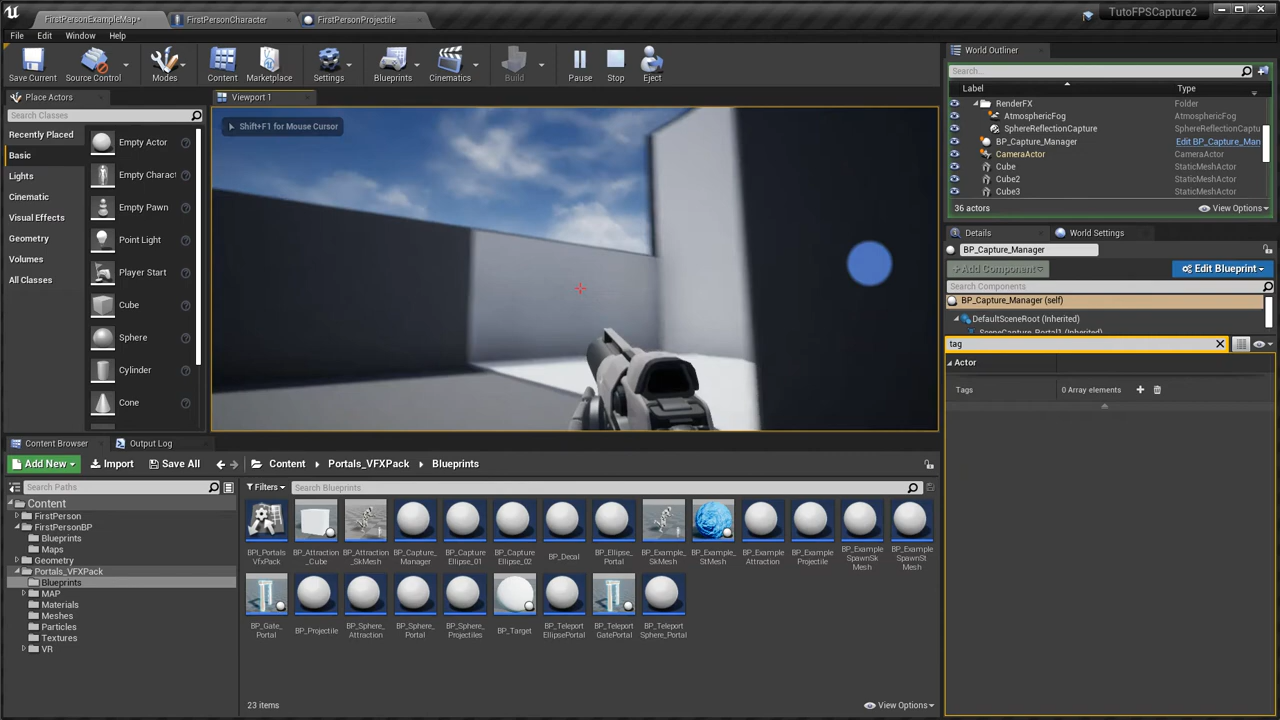 FirstPersonExampleMap*
FirstPersonCharacter
FirstPersonProjectile
TutoFPSCapture2
File Edit Window Help
Save Current
Source Control
Modes
Content
Marketplace
Settings
Blueprints
Cinematics
Build
Pause
Stop
Eject
Place Actors
Search Classes
Recently Placed
Basic
Lights
Cinematic
Visual Effects
Geometry
Volumes
All Classes
Empty Actor
Empty Charac
Empty Pawn
Point Light
Player Start
Cube
Sphere
Cylinder
Cone
Viewport 1
Shift+F1 for Mouse Cursor
World Outliner
Search...
Label Type
RenderFX Folder
AtmosphericFog AtmosphericFog
SphereReflectionCapture SphereReflectionCaptu
BP_Capture_Manager Edit BP_Capture_Man
CameraActor CameraActor
Cube StaticMeshActor
Cube2 StaticMeshActor
Cube3 StaticMeshActor
36 actors
View Options
Details
World Settings
BP_Capture_Manager
+Add Component
Edit Blueprint
Search Components
BP_Capture_Manager (self)
DefaultSceneRoot (Inherited)
SceneCapture_Portal1 (Inherited)
tag
Actor
Tags 0 Array elements
Content Browser
Output Log
Add New
Import
Save All
Content
Portals_VFXPack
Blueprints
Search Paths
Filters
Search Blueprints
Content
FirstPerson
FirstPersonBP
Blueprints
Maps
Geometry
Portals_VFXPack
Blueprints
MAP
Materials
Meshes
Particles
Textures
VR
BPI_Portals
VfxPack
BP_Attraction
_Cube
BP_Attraction
_SkMesh
BP_Capture_
Manager
BP_Capture
Ellipse_01
BP_Capture
Ellipse_02
BP_Decal
BP_Ellipse_
Portal
BP_Example_
SkMesh
BP_Example_
StMesh
BP_Example
Attraction
BP_Example
Projectile
BP_Example
SpawnSk
Mesh
BP_Example
SpawnSt
Mesh
BP_Gate_
Portal
BP_Projectile
BP_Sphere_
Attraction
BP_Sphere_
Portal
BP_Sphere_
Projectiles
BP_Target
BP_Teleport
EllipsePortal
BP_Teleport
GatePortal
BP_Teleport
Sphere_Portal
23 items
View Options